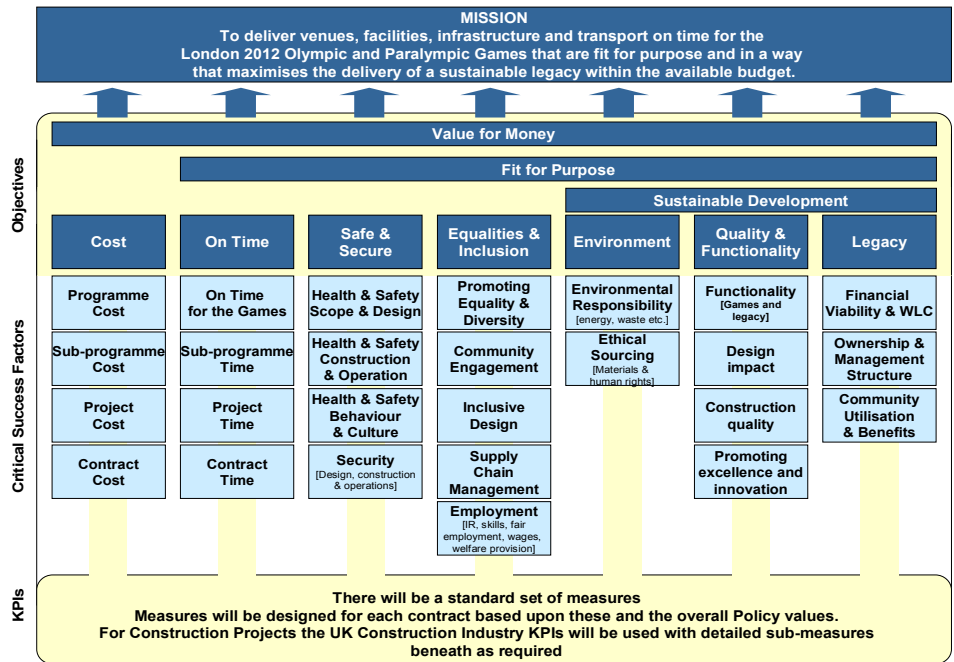 MISSION
To deliver venues, facilities, infrastructure and transport on time for the
London 2012 Olympic and Paralympic Games that are fit for purpose and in a way
that maximises the delivery of a sustainable legacy within the available budget.
Objectives
Value for Money
Fit for Purpose
Sustainable Development
Cost
On Time
Safe &
Secure
Equalities &
Inclusion
Environment
Quality &
Functionality
Legacy
Critical Success Factors
Programme
Cost
Sub-programme
Cost
Project
Cost
Contract
Cost
On Time
for the Games
Sub-programme
Time
Project
Time
Contract
Time
Health & Safety
Scope & Design
Health & Safety
Construction
& Operation
Health & Safety
Behaviour
& Culture
Security
[Design, construction
& operations]
Promoting
Equality &
Diversity
Community
Engagement
Inclusive
Design
Supply
Chain
Management
Employment
[IR, skills, fair
employment, wages,
welfare provision]
Environmental
Responsibility
[energy, waste etc.]
Ethical
Sourcing
[Materials &
human rights]
Functionality
[Games and
legacy]
Design
impact
Construction
quality
Promoting
excellence and
innovation
Financial
Viability & WLC
Ownership &
Management
Structure
Community
Utilisation
& Benefits
KPIs
There will be a standard set of measures
Measures will be designed for each contract based upon these and the overall Policy values.
For Construction Projects the UK Construction Industry KPIs will be used with detailed sub-measures
beneath as required